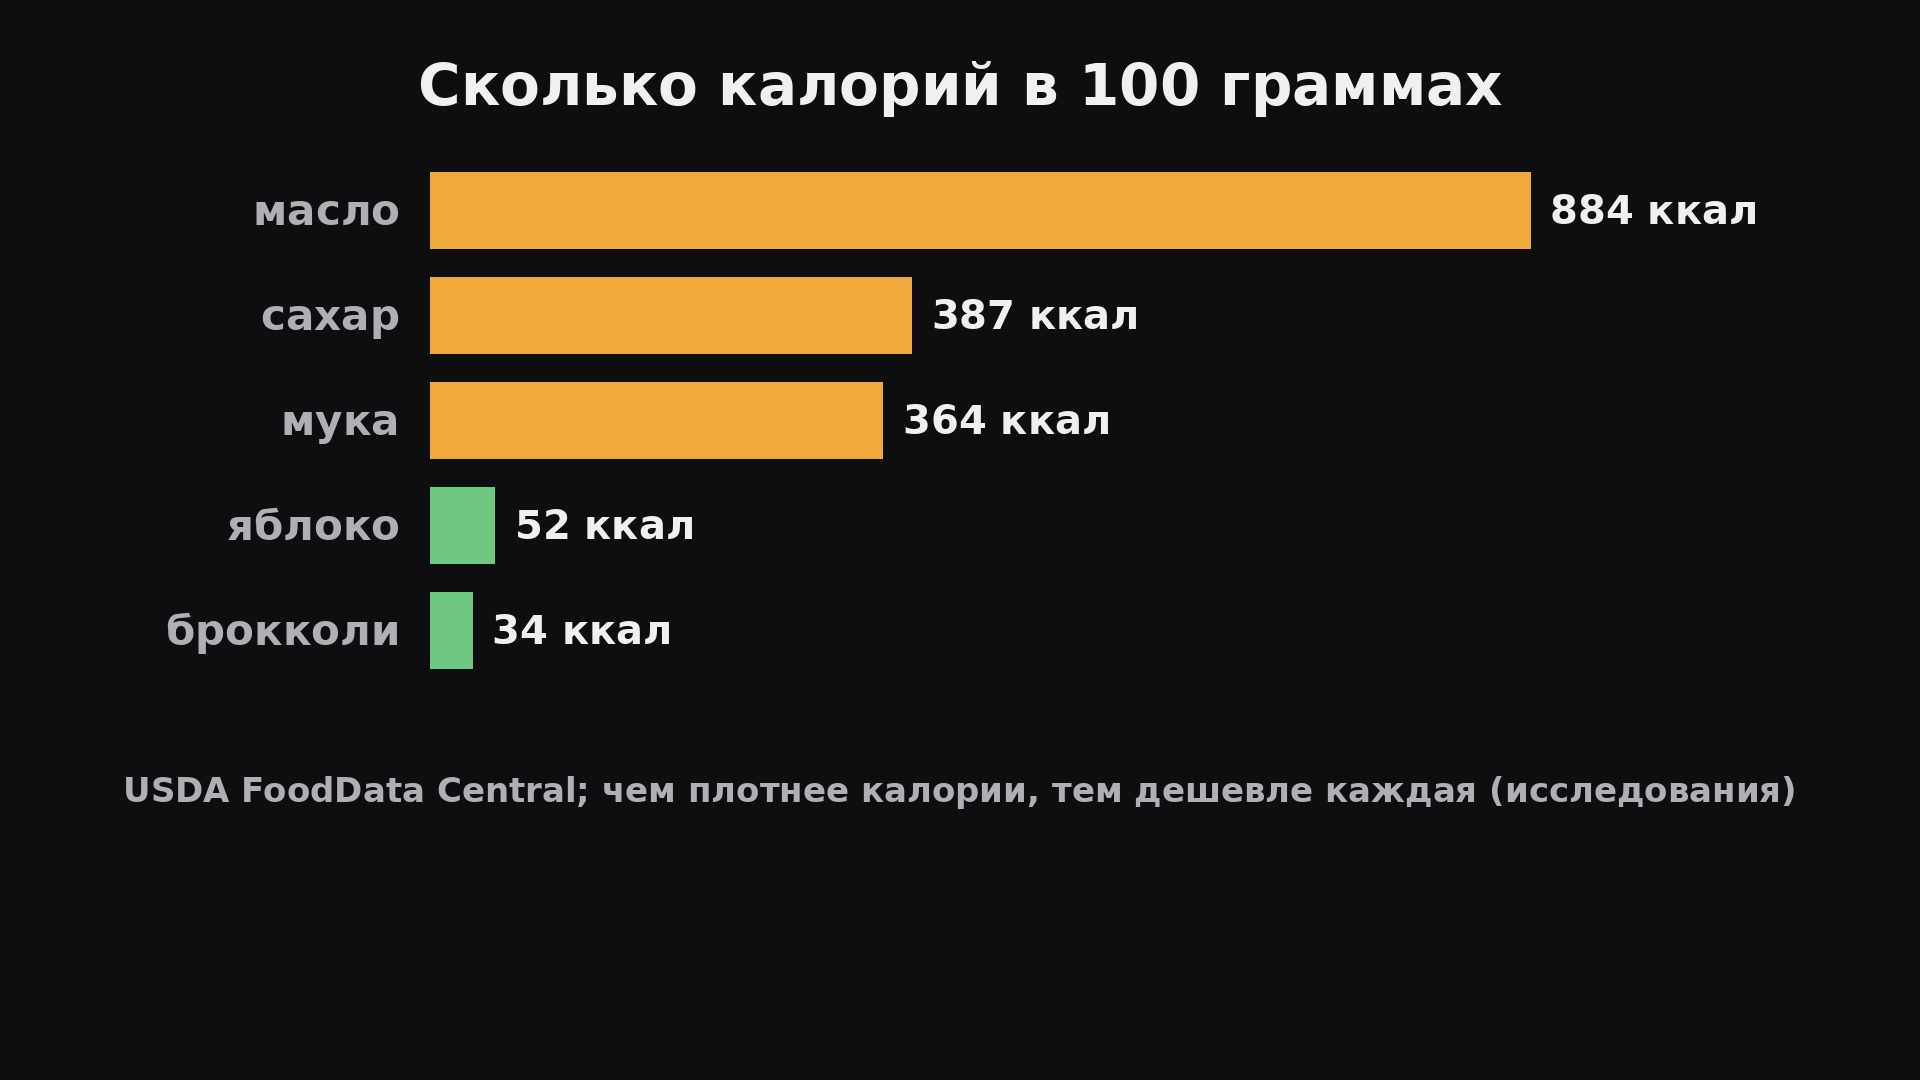 Сколько калорий в 100 граммах
масло 884 ккал
сахар 387 ккал
мука 364 ккал
яблоко 52 ккал
брокколи 34 ккал
USDA FoodData Central; чем плотнее калории, тем дешевле каждая (исследования)